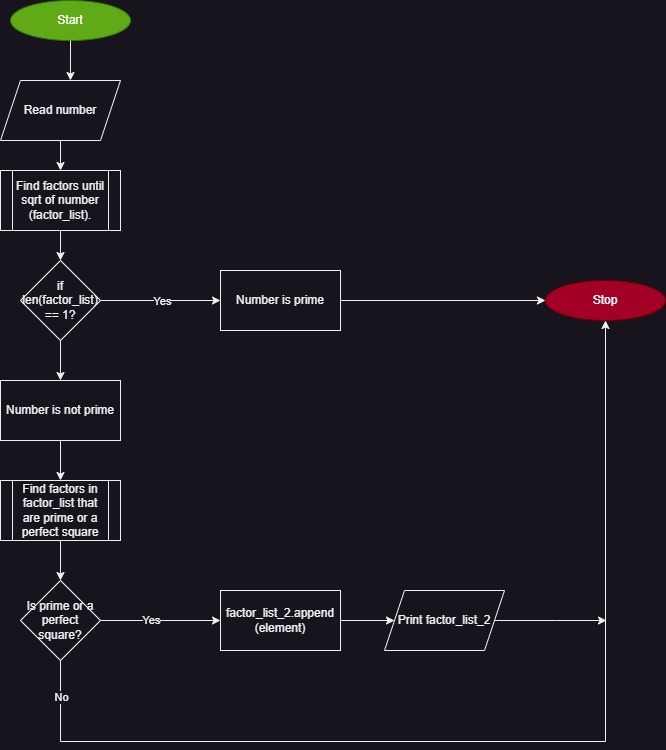 Start
Read number
Find factors until
sqrt of number
(factor_list).
if
len(factor_list)
== 1?
Yes
Number is prime
Stop
Number is not prime
Find factors in
factor_list that
are prime or a
perfect square
Is prime or a
perfect
square?
Yes
factor_list_2.append
(element)
Print factor_list_2
No